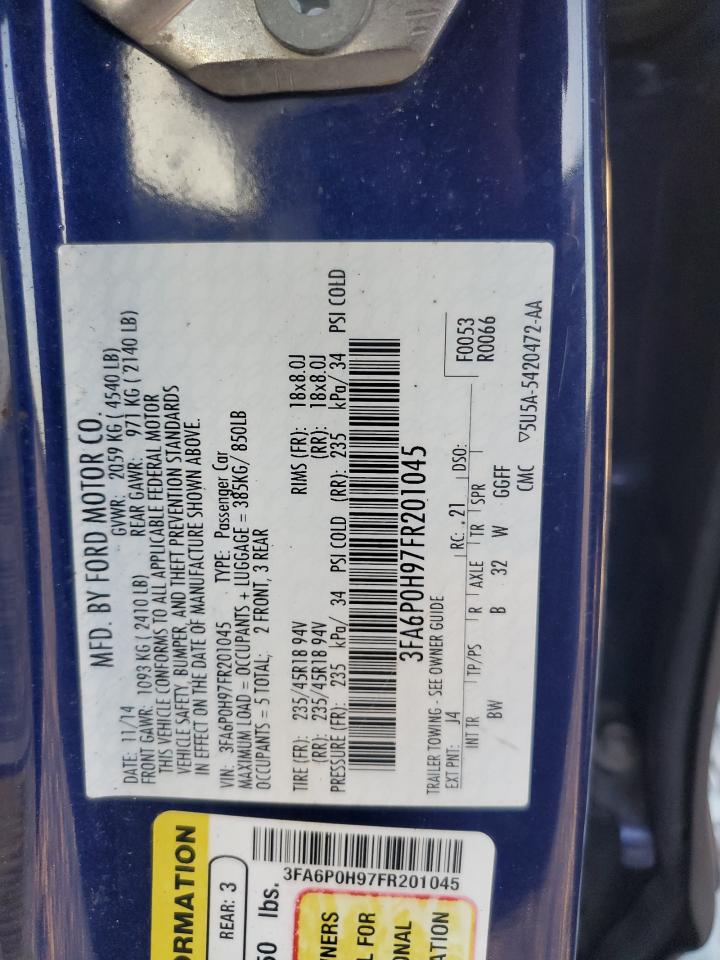 MFD. BY FORD MOTOR CO.
DATE: 11/14 GVWR: 2059 KG ( 4540 LB)
FRONT GAWR: 1093 KG ( 2410 LB) REAR GAWR: 971 KG ( 2140 LB)
THIS VEHICLE CONFORMS TO ALL APPLICABLE FEDERAL MOTOR
VEHICLE SAFETY, BUMPER, AND THEFT PREVENTION STANDARDS
IN EFFECT ON THE DATE OF MANUFACTURE SHOWN ABOVE.
VIN: 3FA6P0H97FR201045 TYPE: Passenger Car
MAXIMUM LOAD = OCCUPANTS + LUGGAGE = 385KG/ 850LB
OCCUPANTS = 5 TOTAL; 2 FRONT, 3 REAR
TIRE (FR): 235/45R18 94V RIMS (FR): 18x8.0J
(RR): 235/45R18 94V (RR): 18x8.0J
PRESSURE (FR): 235 kPa/ 34 PSI COLD (RR): 235 kPa/ 34 PSI COLD
3FA6P0H97FR201045
TRAILER TOWING - SEE OWNER GUIDE
EXT PNT: J4 RC: 21 DSO: F0053
INT TR TP/PS R AXLE TR SPR R0066
BW B 32 W GGFF
CMC ▽5U5A-5420472-AA
ORMATION
REAR: 3
50 lbs.
3FA6P0H97FR201045
NERS
L FOR
ONAL
ATION